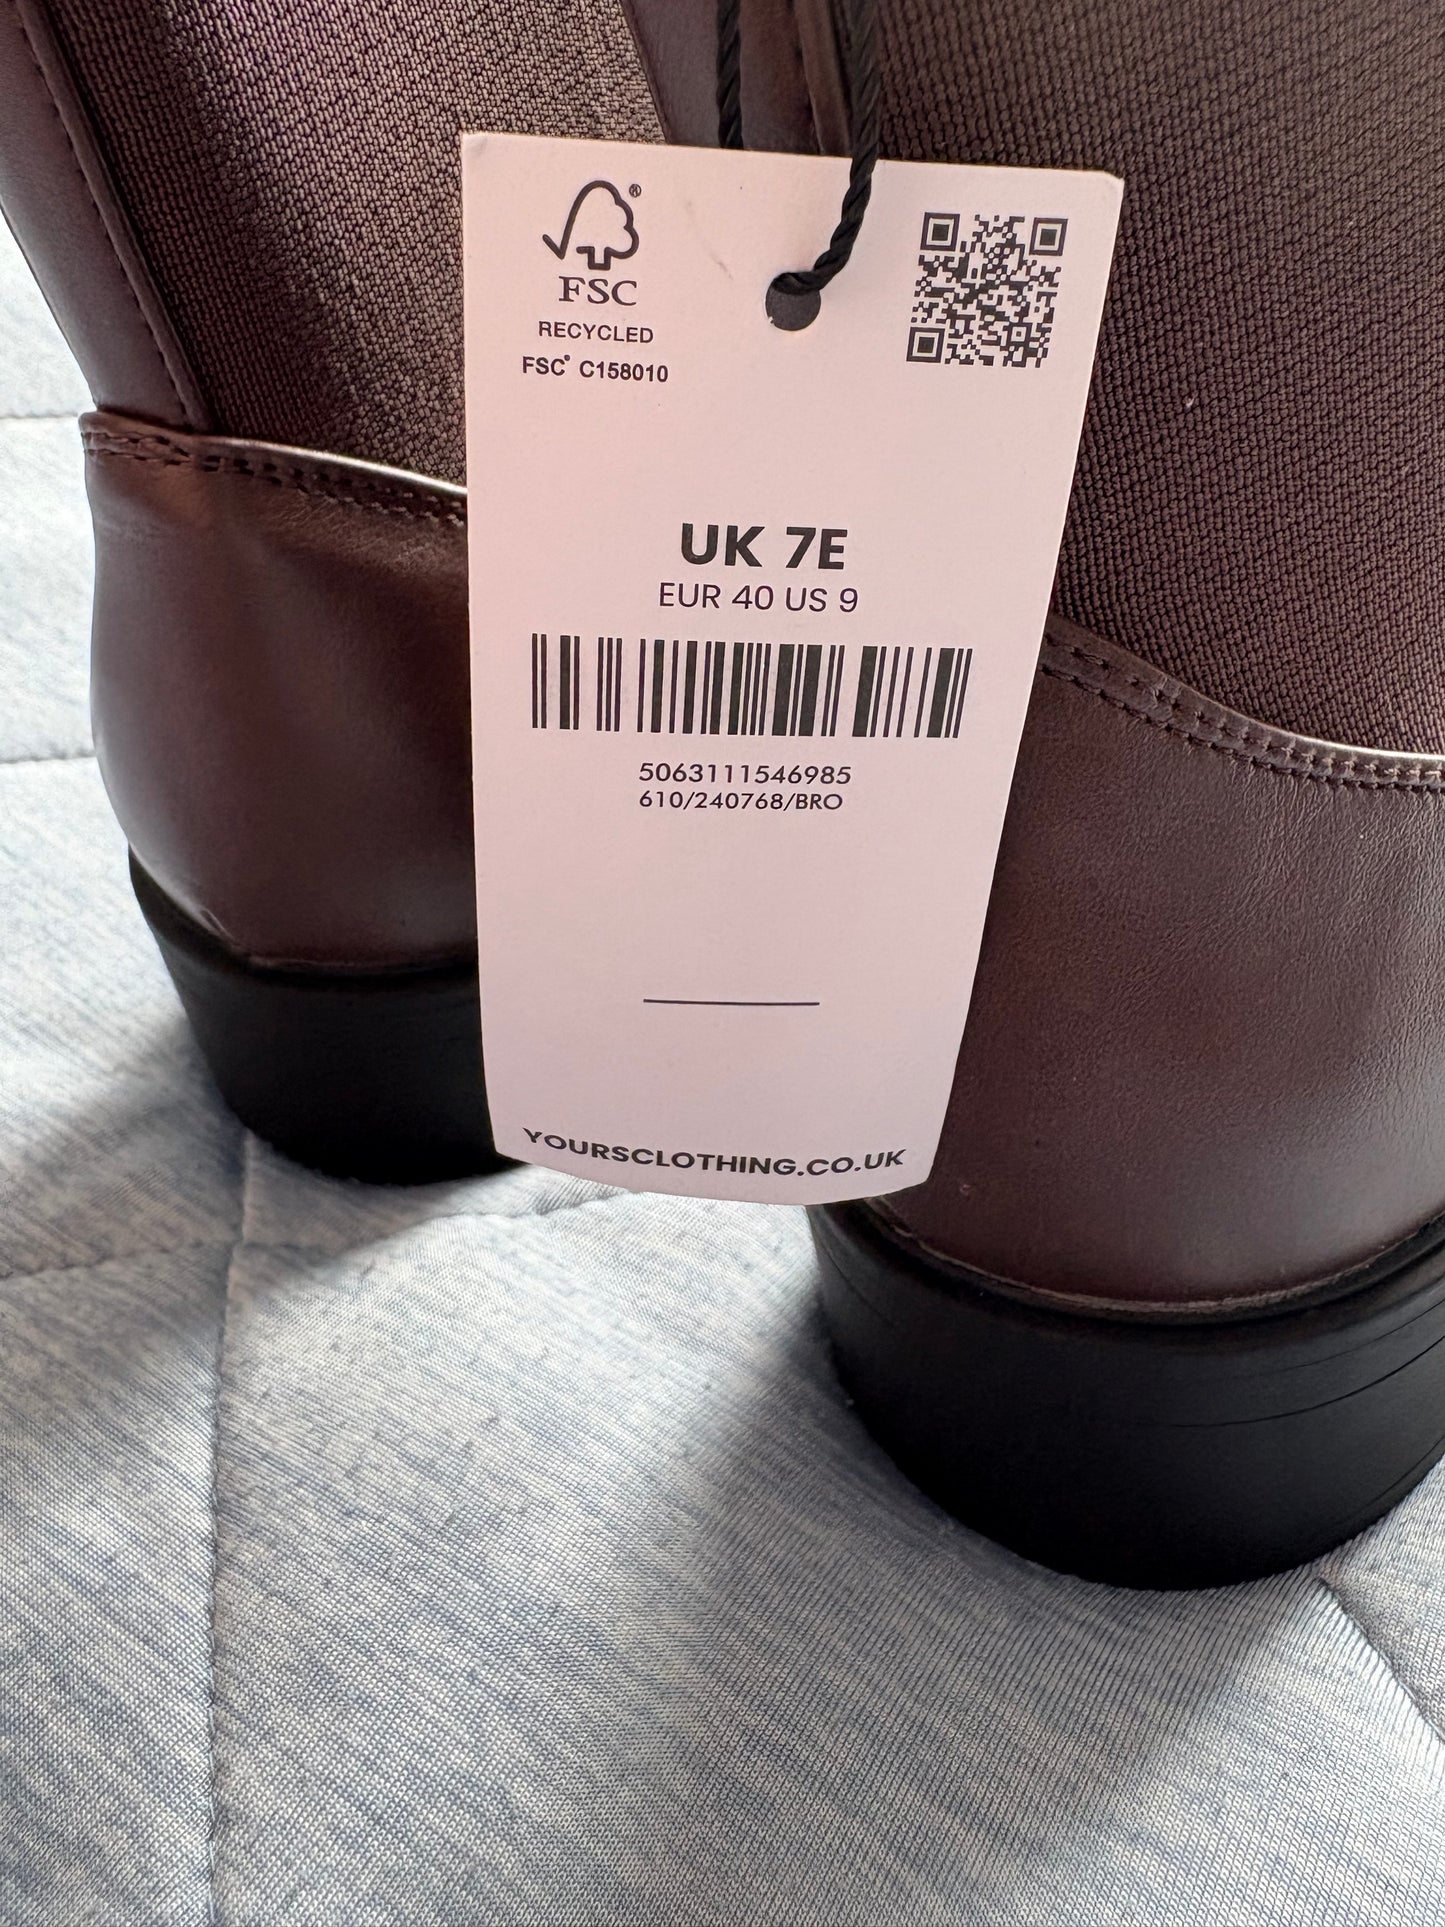 ®
FSC
RECYCLED
FSC® C158010
UK 7E
EUR 40 US 9
5063111546985
610/240768/BRO
YOURSCLOTHING.CO.UK